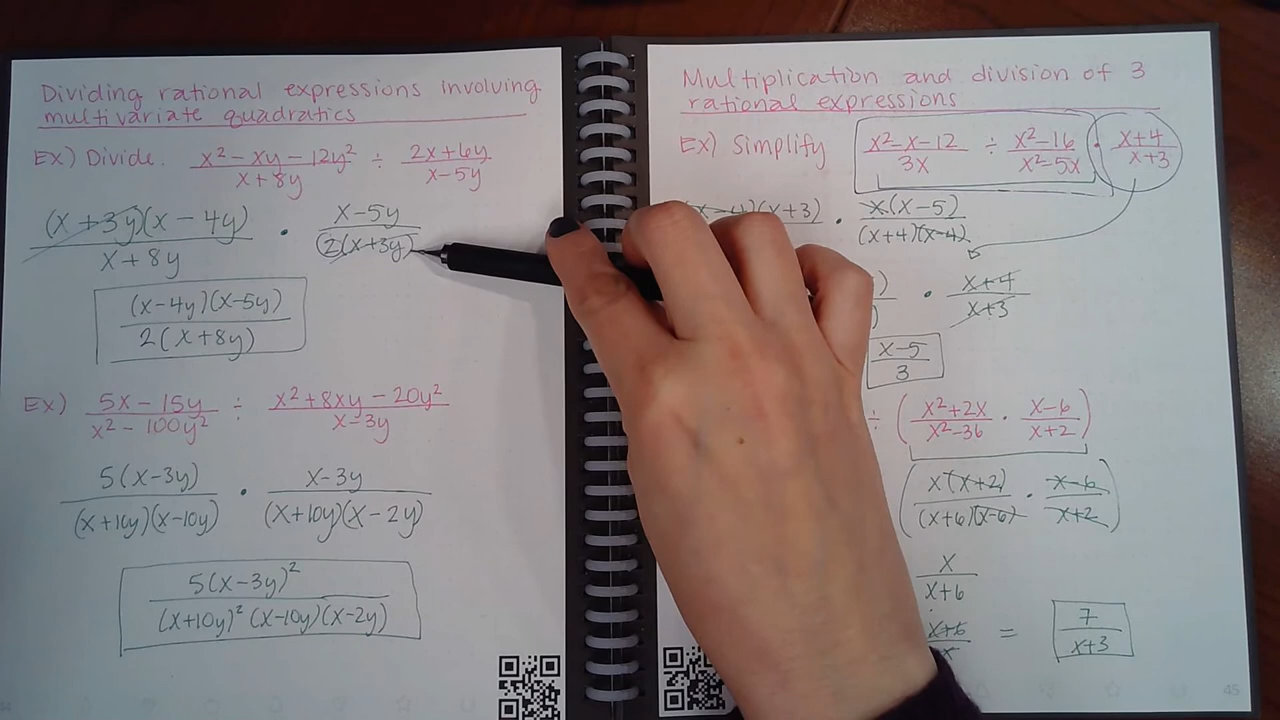 Dividing rational expressions involving
multivariate quadratics
Ex) Divide. x² - xy - 12y² / x + 8y ÷ 2x + 6y / x - 5y
(x + 3y)(x - 4y) / x + 8y · x - 5y / 2(x + 3y)
(x - 4y)(x - 5y) / 2(x + 8y)
Ex) 5x - 15y / x² - 100y² ÷ x² + 8xy - 20y² / x - 3y
5(x - 3y) / (x + 10y)(x - 10y) · x - 3y / (x + 10y)(x - 2y)
5(x - 3y)² / (x + 10y)² (x - 10y)(x - 2y)
Multiplication and division of 3
rational expressions
Ex) Simplify x² - x - 12 / 3x ÷ x² - 16 / x² - 5x · x + 4 / x + 3
(x - 4)(x + 3) · x(x - 5) / (x + 4)(x - 4)
) / ) · x + 4 / x + 3
x - 5 / 3
÷ ( x² + 2x / x² - 36 · x - 6 / x + 2 )
( x(x + 2) / (x + 6)(x - 6) · x - 6 / x + 2 )
x / x + 6
x + 6 / x = 7 / x + 3
45